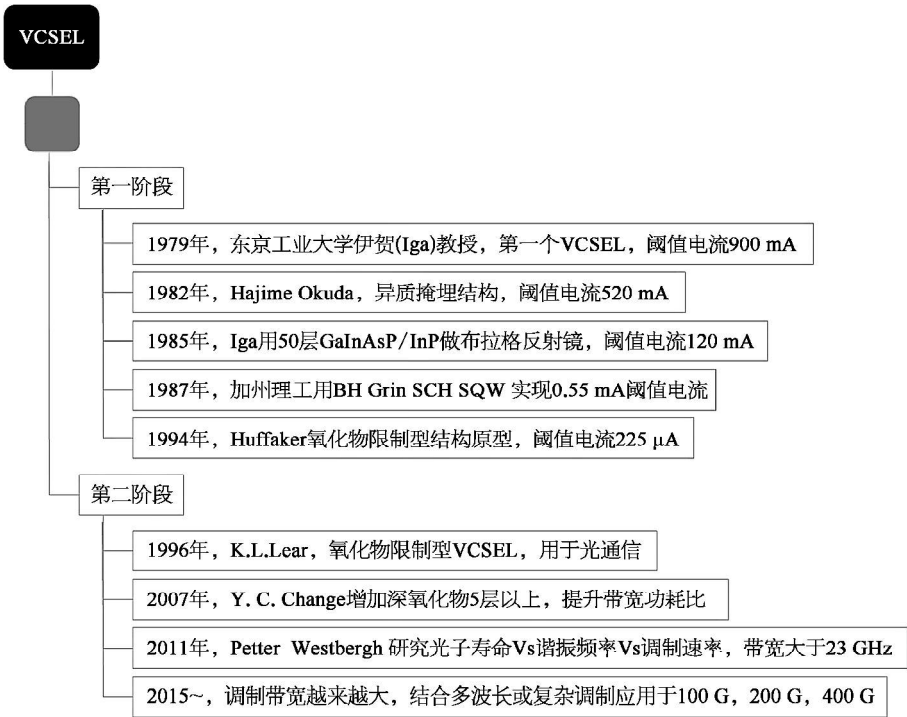 VCSEL
第一阶段
1979年，东京工业大学伊贺(Iga)教授，第一个VCSEL，阈值电流900 mA
1982年，Hajime Okuda，异质掩埋结构，阈值电流520 mA
1985年，Iga用50层GaInAsP/InP做布拉格反射镜，阈值电流120 mA
1987年，加州理工用BH Grin SCH SQW 实现0.55 mA阈值电流
1994年，Huffaker氧化物限制型结构原型，阈值电流225 μA
第二阶段
1996年，K.L.Lear，氧化物限制型VCSEL，用于光通信
2007年，Y. C. Change增加深氧化物5层以上，提升带宽功耗比
2011年，Petter Westbergh 研究光子寿命Vs谐振频率Vs调制速率，带宽大于23 GHz
2015~，调制带宽越来越大，结合多波长或复杂调制应用于100 G，200 G，400 G